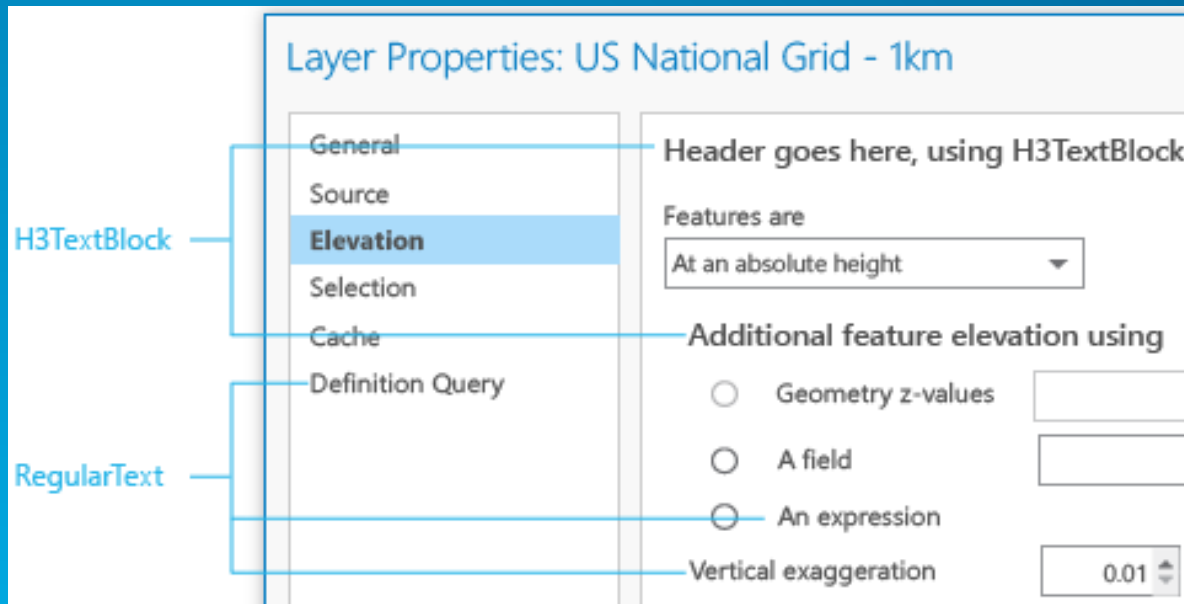 Layer Properties: US National Grid - 1km
General
Source
Elevation
Selection
Cache
Definition Query
H3TextBlock
RegularText
Header goes here, using H3TextBlock
Features are
At an absolute height
Additional feature elevation using
Geometry z-values
A field
An expression
Vertical exaggeration
0.01